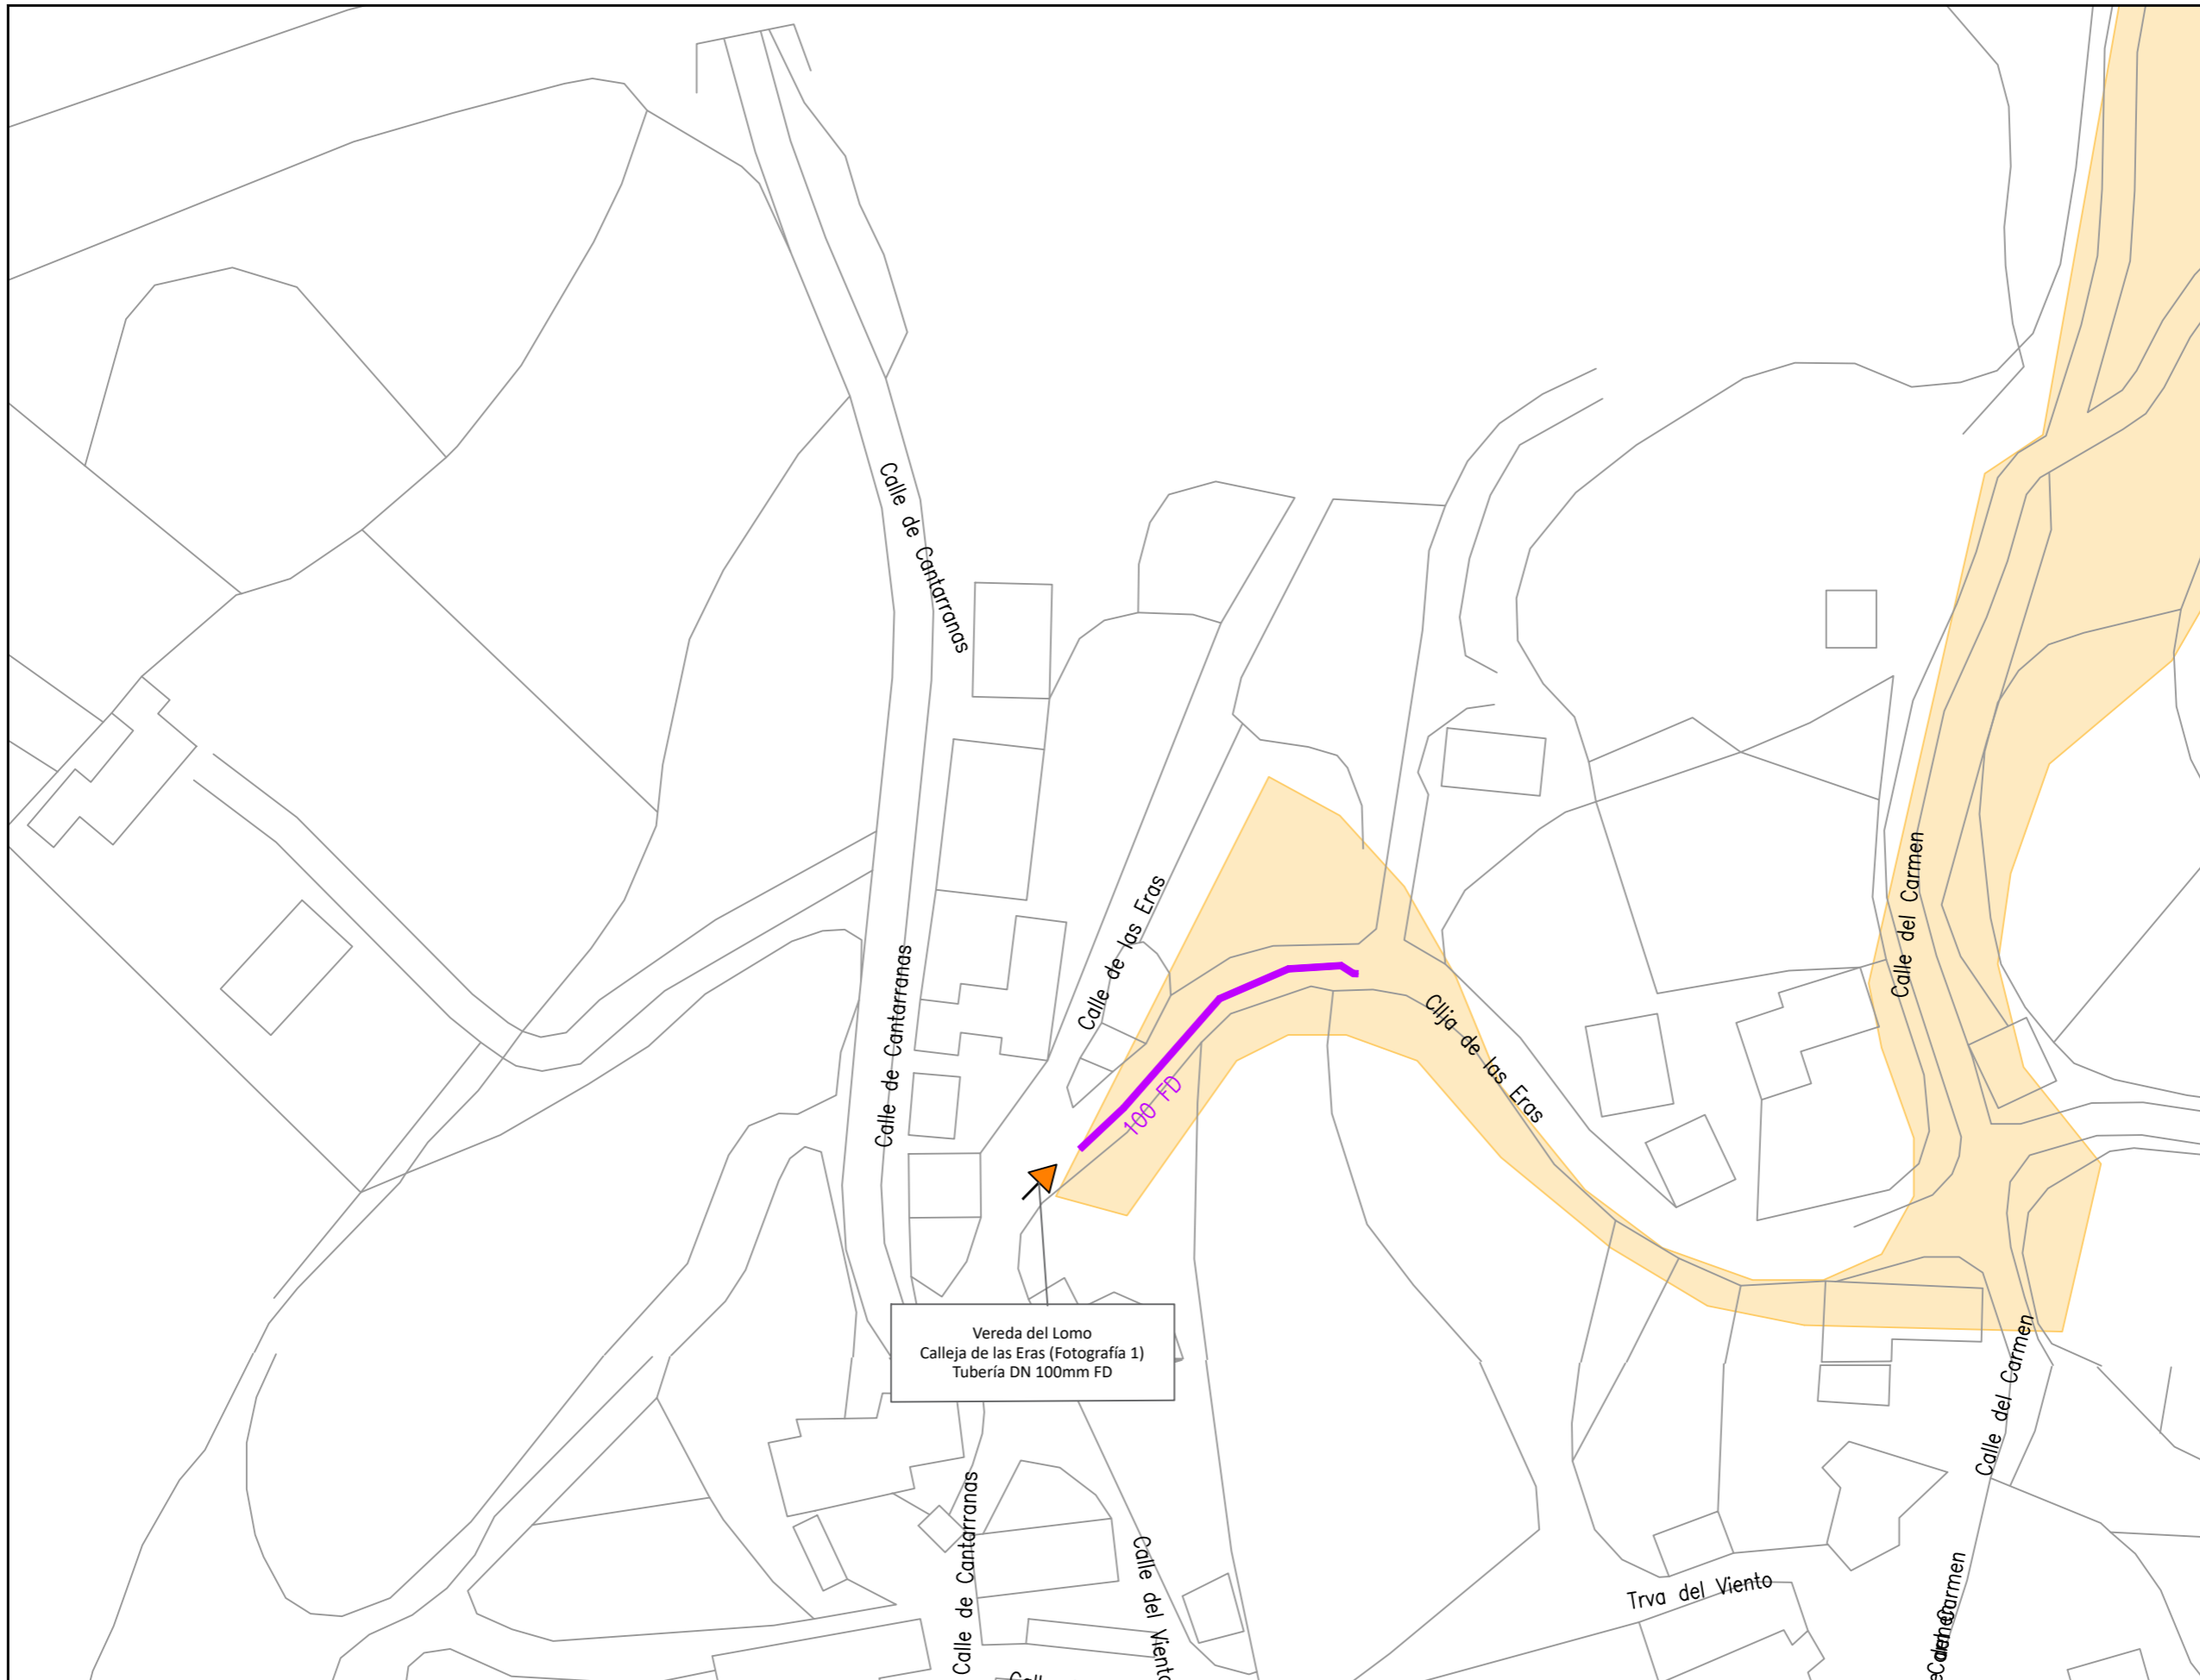 Calle de Cantarranas
Calle de las Eras
Calle del Carmen
Calle de Cantarranas
Cllja de las Eras
100 FD
Vereda del Lomo
Calleja de las Eras (Fotografía 1)
Tubería DN 100mm FD
Calle del Carmen
Calle de Cantarranas
Calle del Viento
Trva del Viento
Carmen
Call